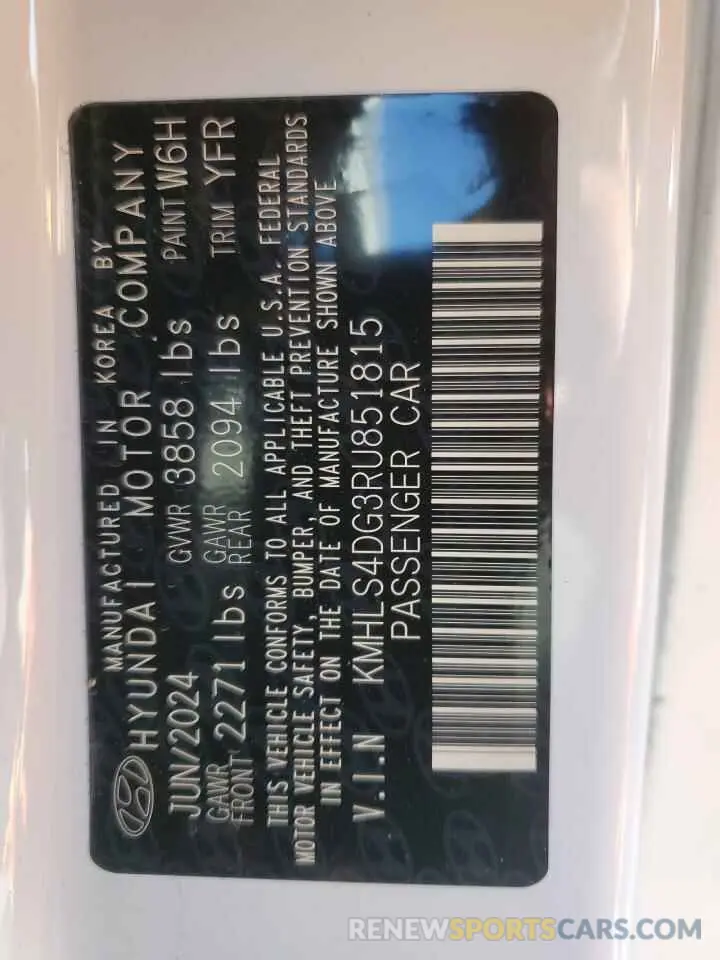 MANUFACTURED IN KOREA BY
HYUNDAI MOTOR COMPANY
JUN/2024 GVWR 3858 lbs PAINT W6H
GAWR FRONT 2271 lbs GAWR REAR 2094 lbs TRIM YFR
THIS VEHICLE CONFORMS TO ALL APPLICABLE U.S.A. FEDERAL
MOTOR VEHICLE SAFETY, BUMPER, AND THEFT PREVENTION STANDARDS
IN EFFECT ON THE DATE OF MANUFACTURE SHOWN ABOVE
V.I.N KMHLS4DG3RU851815
PASSENGER CAR
RENEWSPORTSCARS.COM